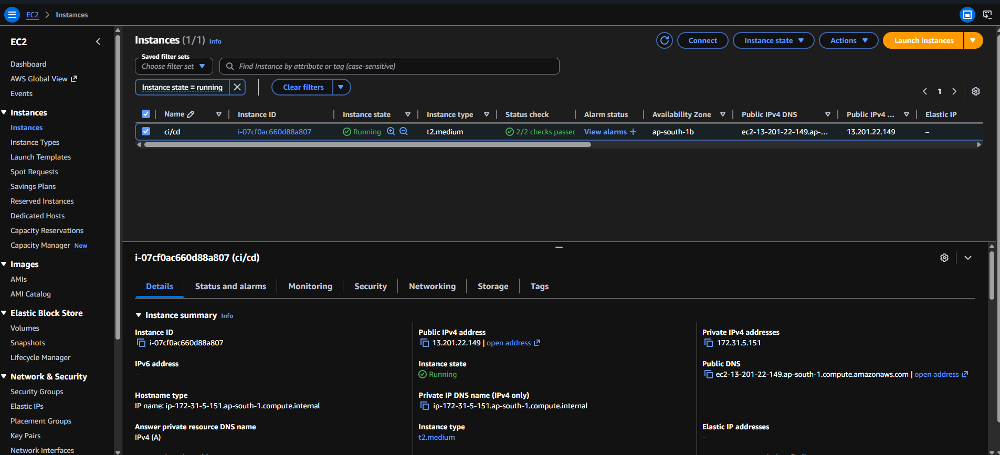 EC2 > Instances
EC2
Dashboard
AWS Global View
Events
Instances
Instances
Instance Types
Launch Templates
Spot Requests
Savings Plans
Reserved Instances
Dedicated Hosts
Capacity Reservations
Capacity Manager New
Images
AMIs
AMI Catalog
Elastic Block Store
Volumes
Snapshots
Lifecycle Manager
Network & Security
Security Groups
Elastic IPs
Placement Groups
Key Pairs
Network Interfaces
Instances (1/1) Info
Connect
Instance state
Actions
Launch instances
Saved filter sets
Choose filter set
Find Instance by attribute or tag (case-sensitive)
Instance state = running
Clear filters
1
Name Instance ID Instance state Instance type Status check Alarm status Availability Zone Public IPv4 DNS Public IPv4 ... Elastic IP
ci/cd i-07cf0ac660d88a807 Running t2.medium 2/2 checks passec View alarms + ap-south-1b ec2-13-201-22-149.ap-... 13.201.22.149 –
i-07cf0ac660d88a807 (ci/cd)
Details Status and alarms Monitoring Security Networking Storage Tags
Instance summary Info
Instance ID
i-07cf0ac660d88a807
Public IPv4 address
13.201.22.149 | open address
Private IPv4 addresses
172.31.5.151
IPv6 address
–
Instance state
Running
Public DNS
ec2-13-201-22-149.ap-south-1.compute.amazonaws.com | open address
Hostname type
IP name: ip-172-31-5-151.ap-south-1.compute.internal
Private IP DNS name (IPv4 only)
ip-172-31-5-151.ap-south-1.compute.internal
Answer private resource DNS name
IPv4 (A)
Instance type
t2.medium
Elastic IP addresses
–